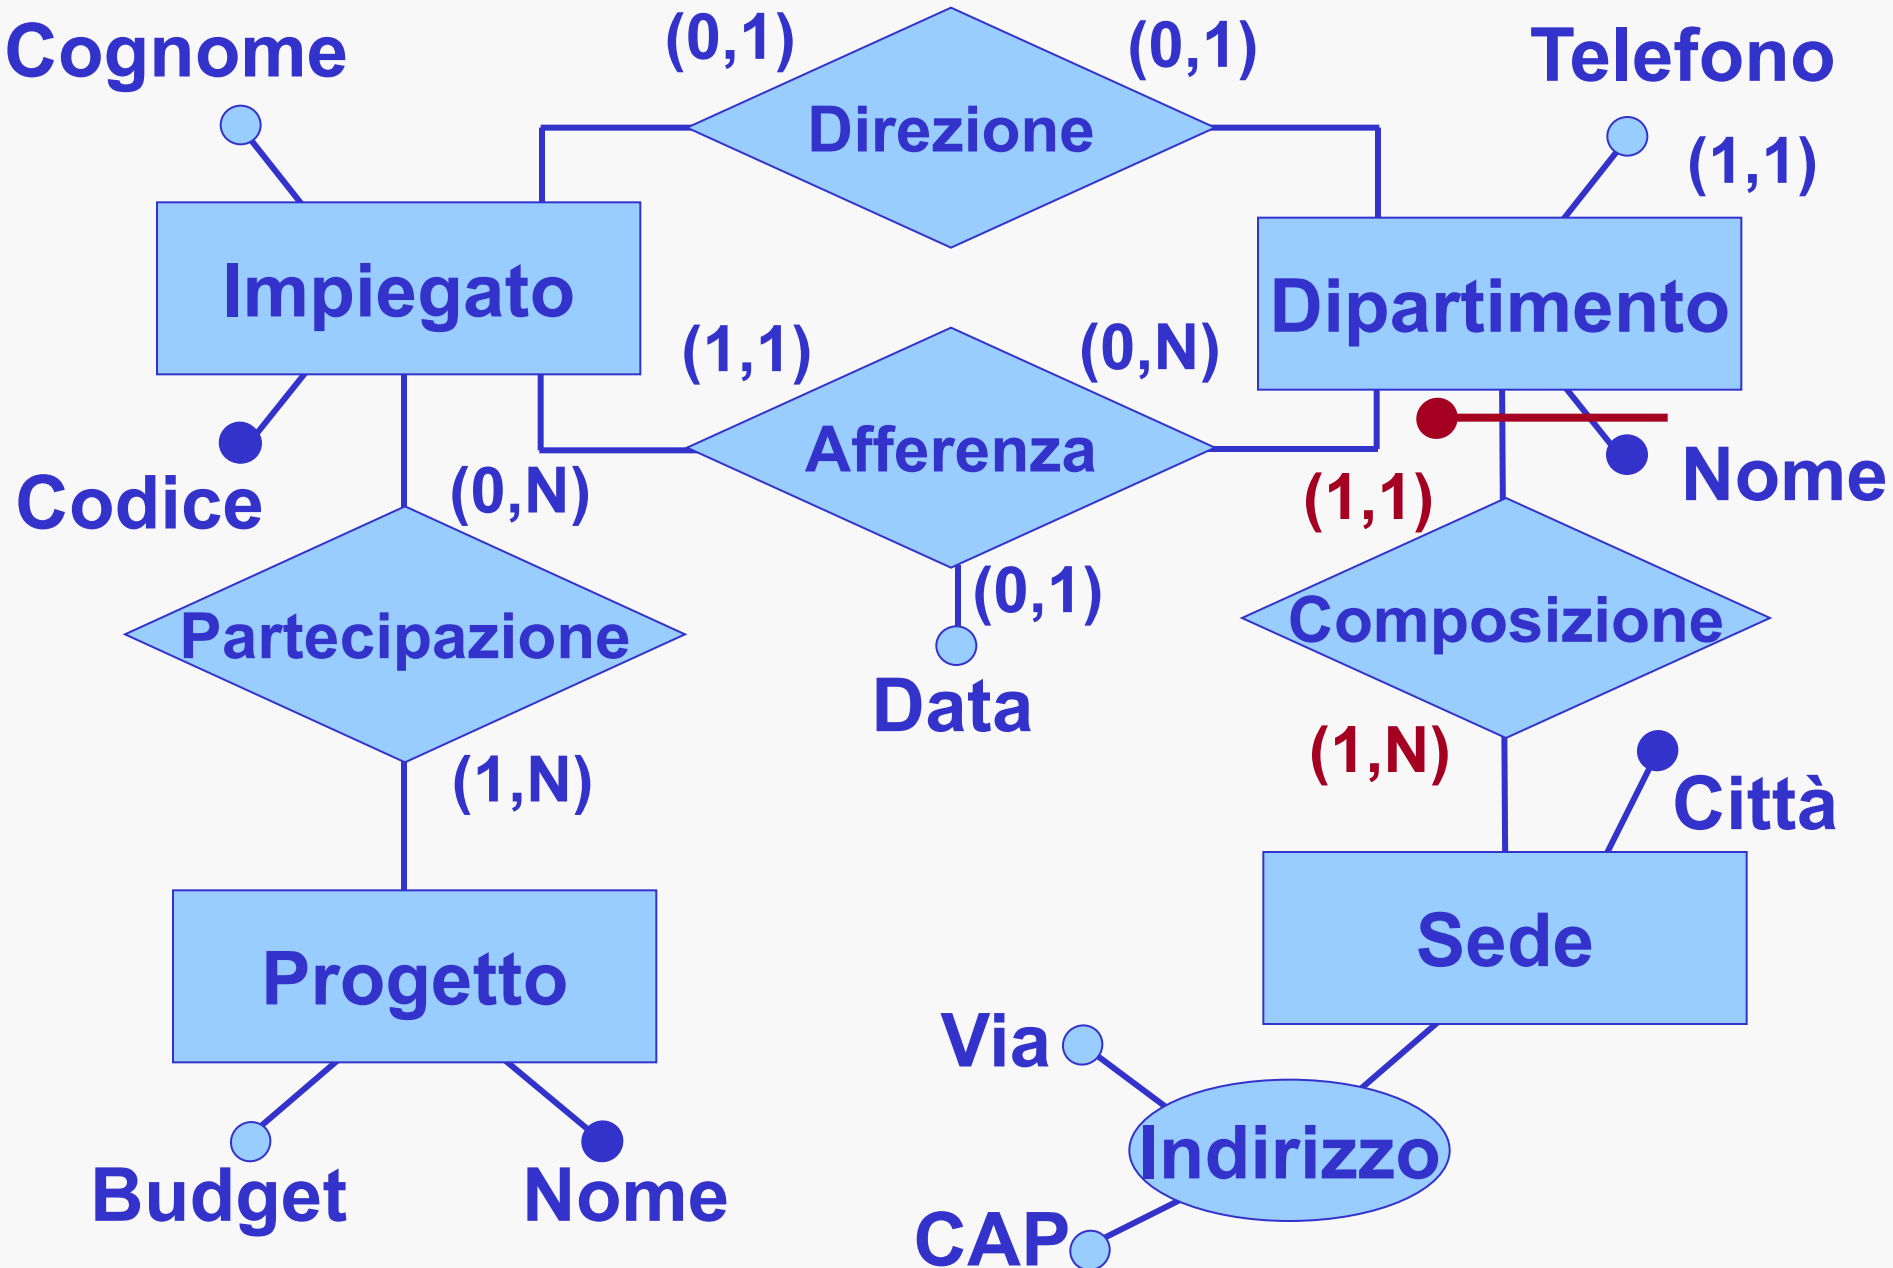 Cognome
(0,1)
(0,1)
Telefono
Direzione
(1,1)
Impiegato
Dipartimento
(1,1)
(0,N)
Afferenza
Codice
(0,N)
(1,1)
Nome
(0,1)
Partecipazione
Composizione
Data
(1,N)
(1,N)
Città
Progetto
Sede
Via
Indirizzo
Budget
Nome
CAP